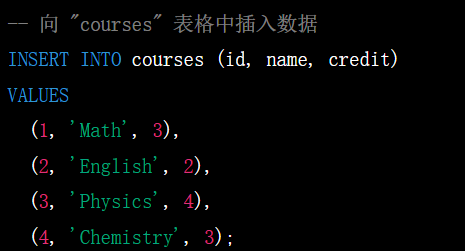 -- 向 "courses" 表格中插入数据
INSERT INTO courses (id, name, credit)
VALUES
(1, 'Math', 3),
(2, 'English', 2),
(3, 'Physics', 4),
(4, 'Chemistry', 3);